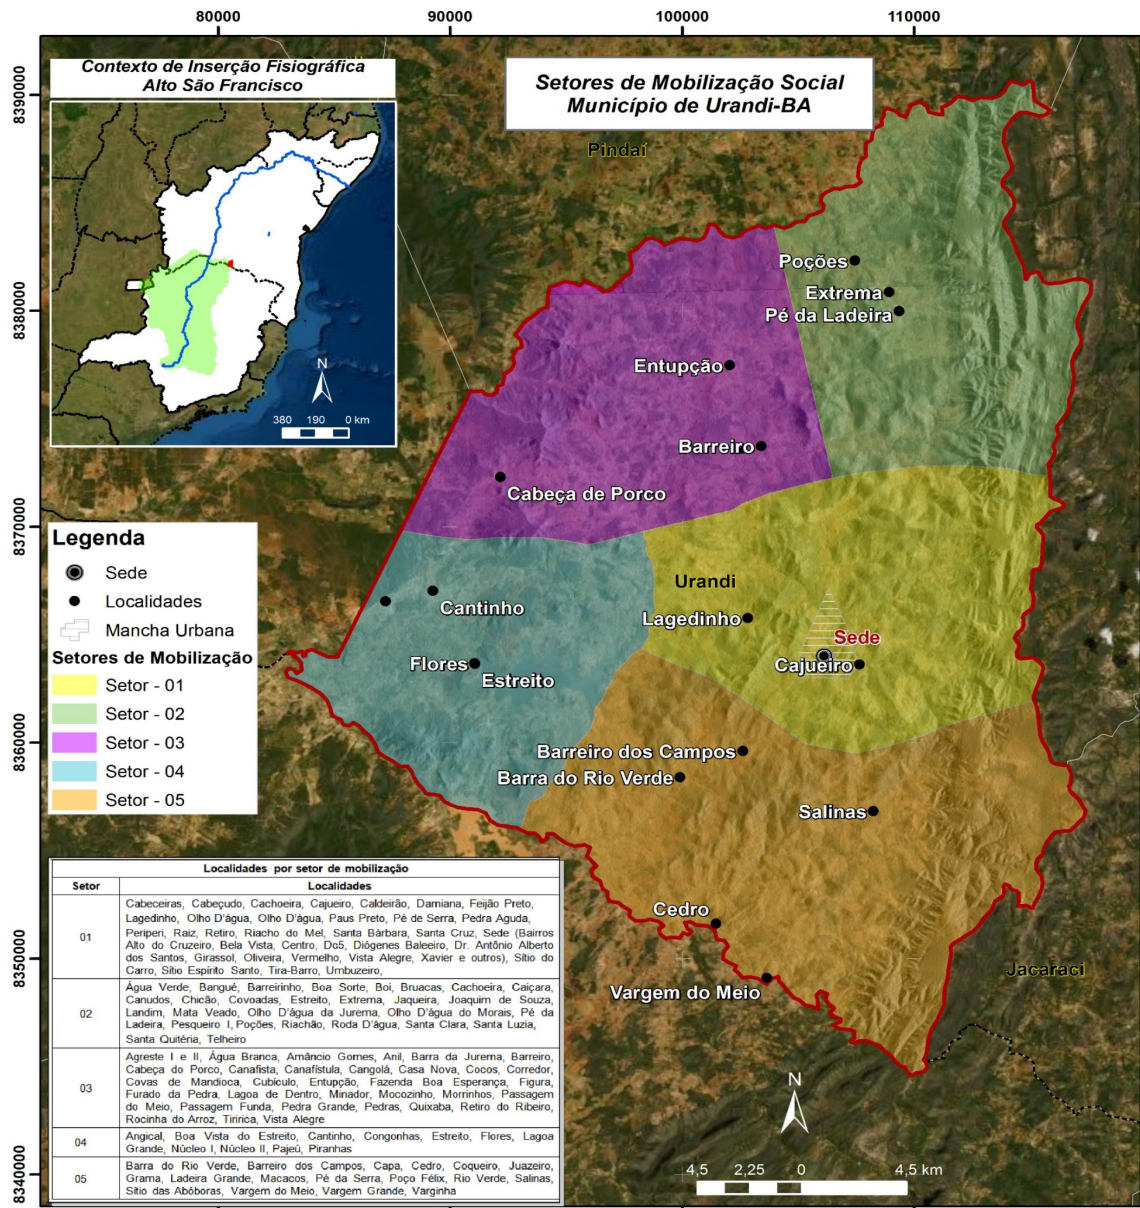 80000
90000
100000
110000
8390000
8380000
8370000
8360000
8350000
8340000
Contexto de Inserção Fisiográfica
Alto São Francisco
N
380 190 0 km
Setores de Mobilização Social
Município de Urandi-BA
Pindaí
Poções
Extrema
Pé da Ladeira
Entupção
Barreiro
Cabeça de Porco
Urandi
Cantinho
Lagedinho
Sede
Cajueiro
Flores
Estreito
Barreiro dos Campos
Barra do Rio Verde
Salinas
Cedro
Vargem do Meio
Jacaraci
Legenda
Sede
Localidades
Mancha Urbana
Setores de Mobilização
Setor - 01
Setor - 02
Setor - 03
Setor - 04
Setor - 05
Localidades por setor de mobilização
Setor Localidades
01
Cabeceiras, Cabeçudo, Cachoeira, Cajueiro, Caldeirão, Damiana, Feijão Preto,
Lagedinho, Olho D'água, Olho D'água, Paus Preto, Pé de Serra, Pedra Aguda,
Periperi, Raiz, Retiro, Riacho do Mel, Santa Bárbara, Santa Cruz, Sede (Bairros
Alto do Cruzeiro, Bela Vista, Centro, Dc5, Diógenes Baleeiro, Dr. Antônio Alberto
dos Santos, Girassol, Oliveira, Vermelho, Vista Alegre, Xavier e outros), Sítio do
Carro, Sítio Espírito Santo, Tira-Barro, Umbuzeiro,
02
Água Verde, Bangué, Barreirinho, Boa Sorte, Boi, Bruacas, Cachoeira, Caiçara,
Canudos, Chicão, Covoadas, Estreito, Extrema, Jaqueira, Joaquim de Souza,
Landim, Mata Veado, Olho D'água da Jurema, Olho D'água do Morais, Pé da
Ladeira, Pesqueiro I, Poções, Riachão, Roda D'água, Santa Clara, Santa Luzia,
Santa Quitéria, Telheiro
03
Agreste I e II, Água Branca, Amâncio Gomes, Anil, Barra da Jurema, Barreiro,
Cabeça do Porco, Canafista, Canafístula, Cangolá, Casa Nova, Cocos, Corredor,
Covas de Mandioca, Cubículo, Entupção, Fazenda Boa Esperança, Figura,
Furado da Pedra, Lagoa de Dentro, Minador, Mocozinho, Morrinhos, Passagem
do Meio, Passagem Funda, Pedra Grande, Pedras, Quixaba, Retiro do Ribeiro,
Rocinha do Arroz, Tiririca, Vista Alegre
04
Angical, Boa Vista do Estreito, Cantinho, Congonhas, Estreito, Flores, Lagoa
Grande, Núcleo I, Núcleo II, Pajeú, Piranhas
05
Barra do Rio Verde, Barreiro dos Campos, Capa, Cedro, Coqueiro, Juazeiro,
Grama, Ladeira Grande, Macacos, Pé da Serra, Poço Félix, Rio Verde, Salinas,
Sítio das Abóboras, Vargem do Meio, Vargem Grande, Varginha
N
4,5 2,25 0 4,5 km